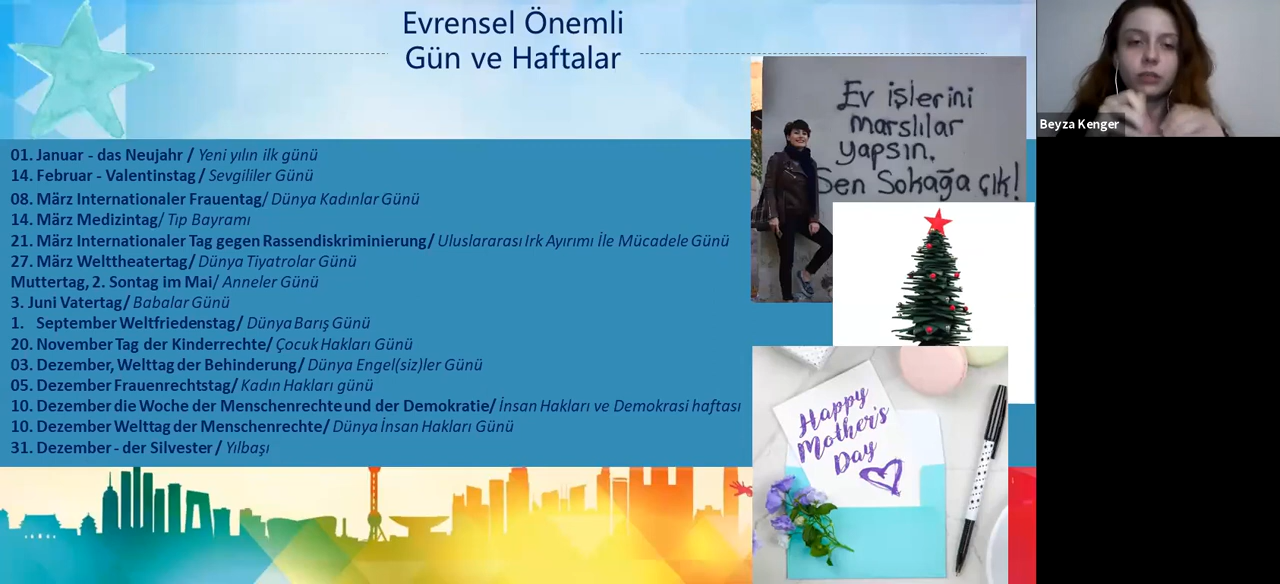 Evrensel Önemli
Gün ve Haftalar
01. Januar - das Neujahr / Yeni yılın ilk günü
14. Februar - Valentinstag / Sevgililer Günü
08. März Internationaler Frauentag/ Dünya Kadınlar Günü
14. März Medizintag/ Tıp Bayramı
21. März Internationaler Tag gegen Rassendiskriminierung/ Uluslararası Irk Ayırımı İle Mücadele Günü
27. März Welttheatertag/ Dünya Tiyatrolar Günü
Muttertag, 2. Sontag im Mai/ Anneler Günü
3. Juni Vatertag/ Babalar Günü
1. September Weltfriedenstag/ Dünya Barış Günü
20. November Tag der Kinderrechte/ Çocuk Hakları Günü
03. Dezember, Welttag der Behinderung/ Dünya Engel(siz)ler Günü
05. Dezember Frauenrechtstag/ Kadın Hakları günü
10. Dezember die Woche der Menschenrechte und der Demokratie/ İnsan Hakları ve Demokrasi haftası
10. Dezember Welttag der Menschenrechte/ Dünya İnsan Hakları Günü
31. Dezember - der Silvester / Yılbaşı
Ev işlerini
marslılar
yapsın.
Sen Sokağa çık!
Happy
Mother's
Day
Beyza Kenger